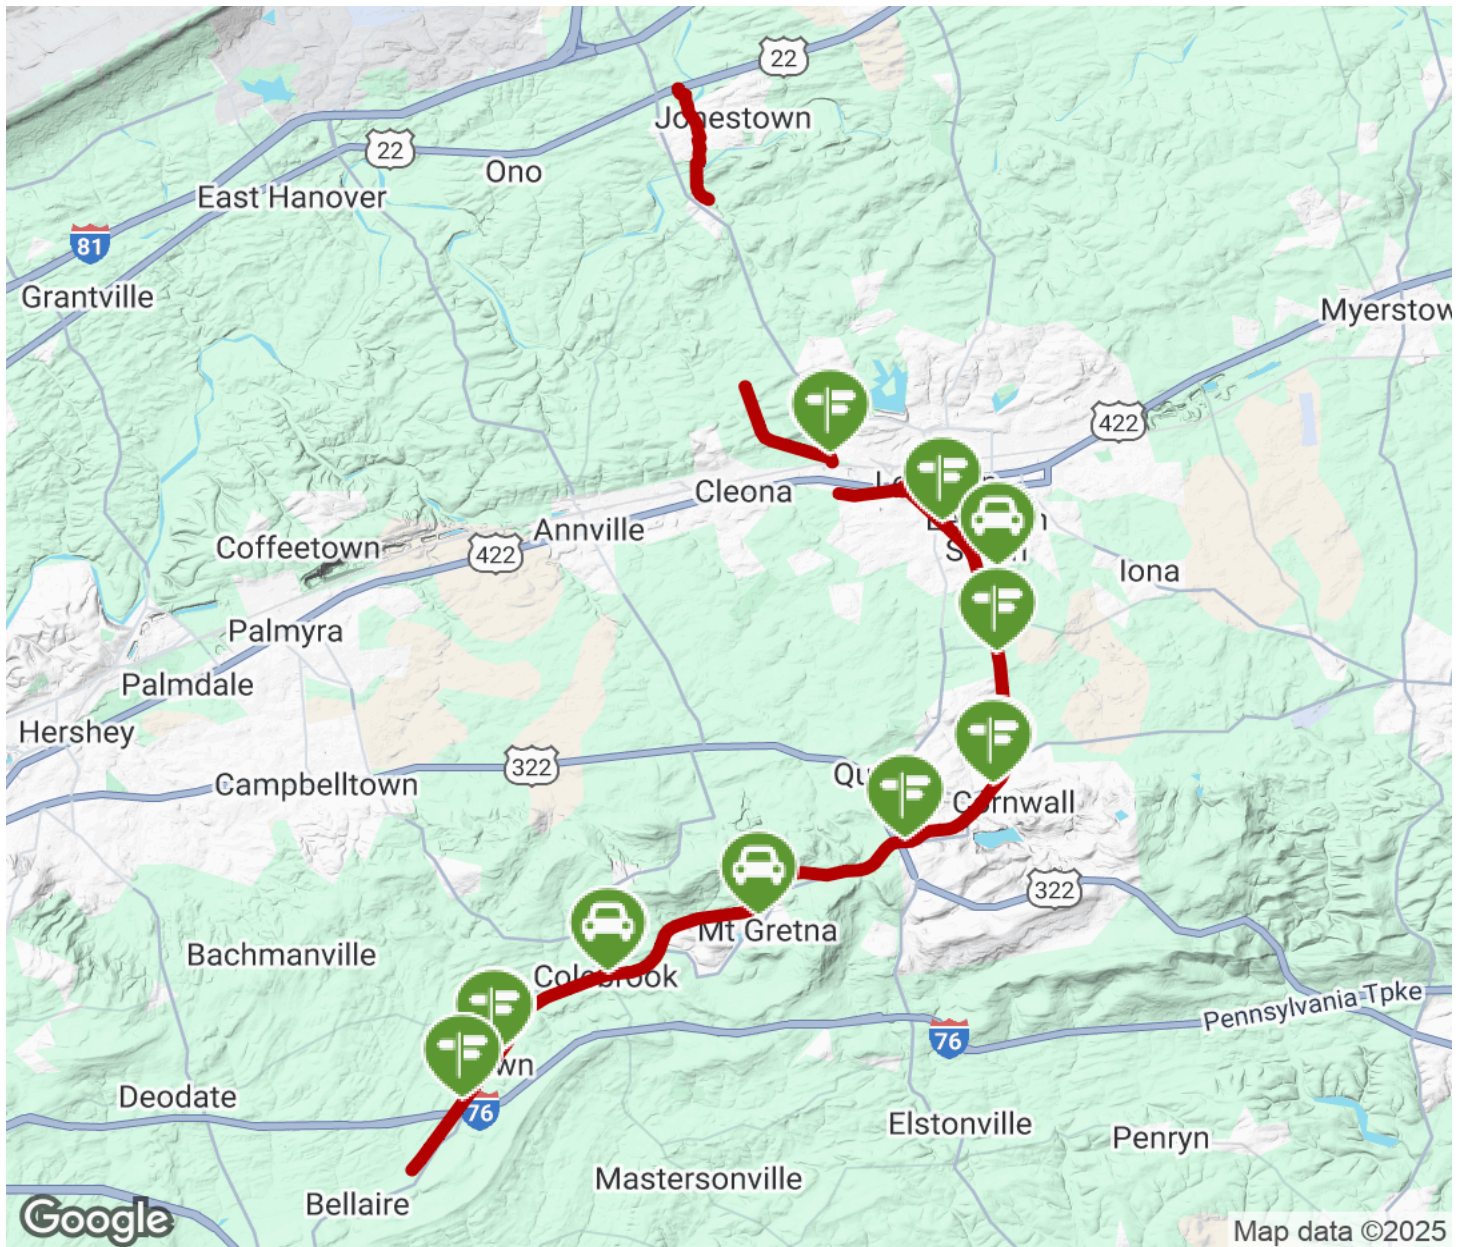 22
Jonestown
22
Ono
East Hanover
81
Grantville
Myerstow
422
Cleona
Annville
Coffeetown
422
Iona
Palmyra
Palmdale
Hershey
322
Campbelltown
Cornwall
322
Mt Gretna
Bachmanville
Colebrook
Pennsylvania Tpke
76
wn
Deodate
76
Elstonville
Penryn
Mastersonville
Bellaire
Google
Map data ©2025